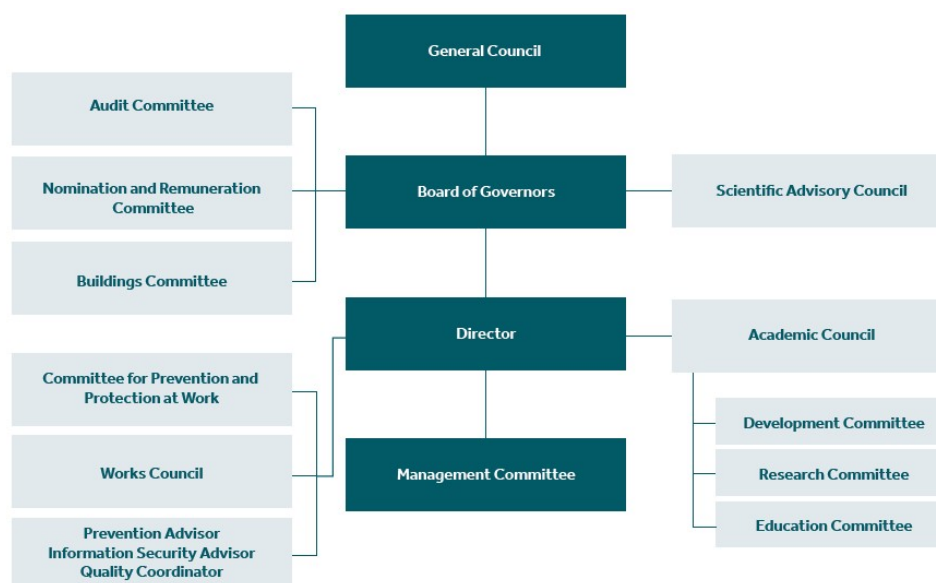 General Council
Audit Committee
Nomination and Remuneration
Committee
Board of Governors
Scientific Advisory Council
Buildings Committee
Director
Academic Council
Committee for Prevention and
Protection at Work
Development Committee
Works Council
Management Committee
Research Committee
Prevention Advisor
Information Security Advisor
Quality Coordinator
Education Committee